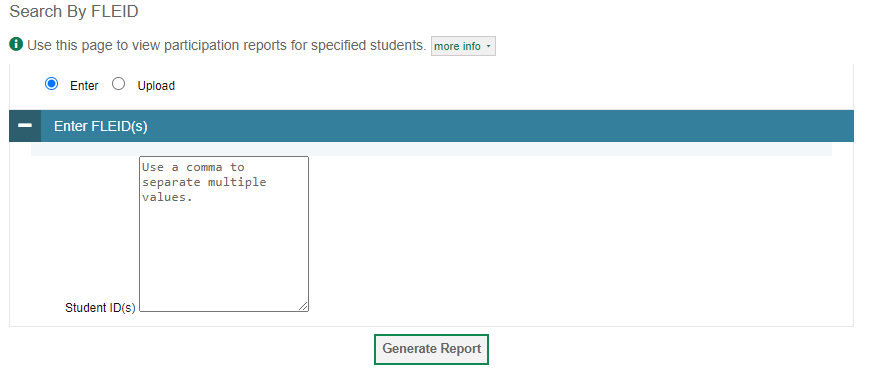 Search By FLEID
Use this page to view participation reports for specified students. more info
Enter Upload
Enter FLEID(s)
Use a comma to
separate multiple
values.
Student ID(s)
Generate Report